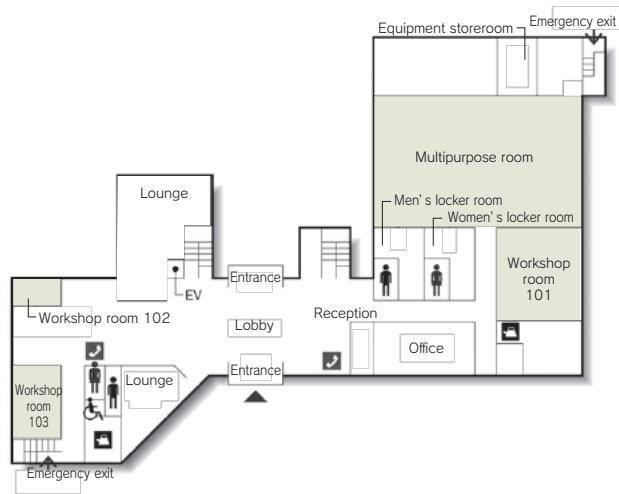 Emergency exit
Equipment storeroom
Multipurpose room
Lounge
Men's locker room
Women's locker room
Workshop
room
101
Entrance
EV
Workshop room 102
Lobby
Reception
Office
Entrance
Lounge
Workshop
room
103
Emergency exit